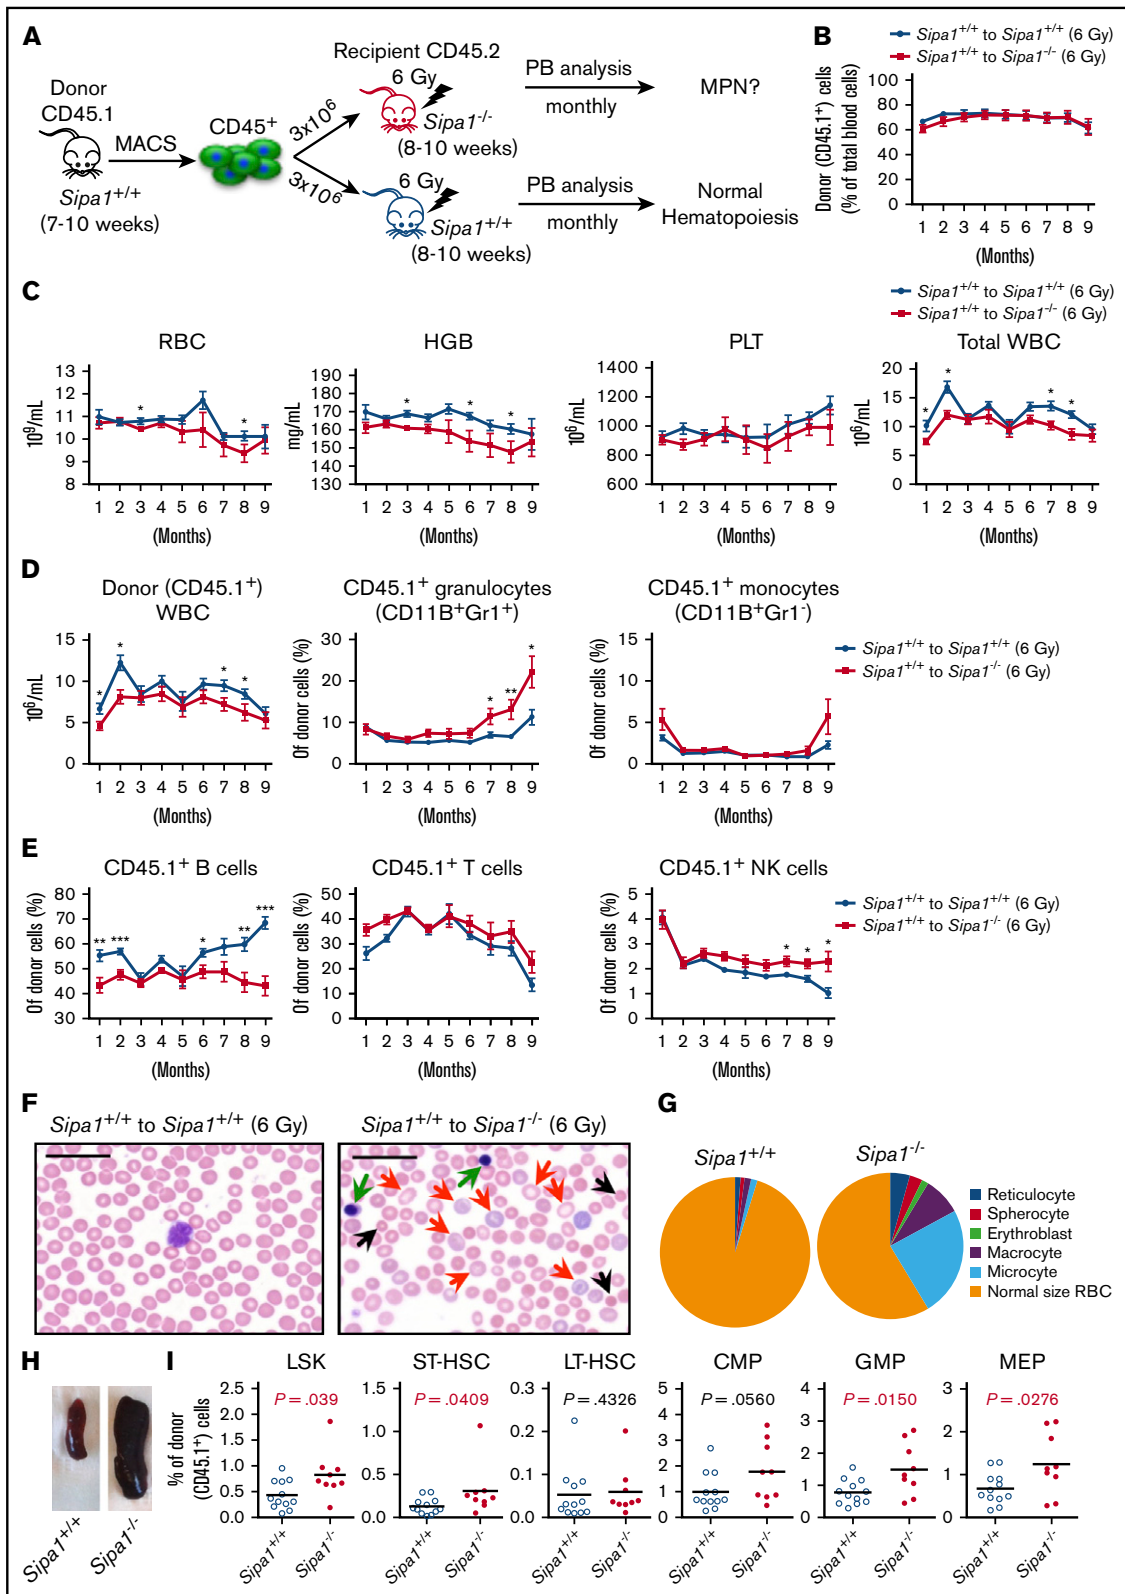 A
Donor
CD45.1
MACS
Sipa1+/+
(7-10 weeks)
CD45+
3x10⁶
3x10⁶
Recipient CD45.2
6 Gy
Sipa1-/-
(8-10 weeks)
6 Gy
Sipa1+/+
(8-10 weeks)
PB analysis
monthly
MPN?
PB analysis
monthly
Normal
Hematopoiesis
B
Sipa1+/+ to Sipa1+/+ (6 Gy)
Sipa1+/+ to Sipa1-/- (6 Gy)
Donor (CD45.1+) cells
(% of total blood cells)
100
80
60
40
20
0
1 2 3 4 5 6 7 8 9
(Months)
C
Sipa1+/+ to Sipa1+/+ (6 Gy)
Sipa1+/+ to Sipa1-/- (6 Gy)
RBC
10⁹/mL
13
12
11
10
9
8
*
*
1 2 3 4 5 6 7 8 9
(Months)
HGB
mg/mL
190
180
170
160
150
140
130
*
*
*
1 2 3 4 5 6 7 8 9
(Months)
PLT
10⁶/mL
1400
1200
1000
800
600
1 2 3 4 5 6 7 8 9
(Months)
Total WBC
10⁶/mL
20
15
10
5
0
*
*
*
*
1 2 3 4 5 6 7 8 9
(Months)
D
Donor (CD45.1+)
WBC
10⁶/mL
15
10
5
0
*
*
*
*
1 2 3 4 5 6 7 8 9
(Months)
CD45.1+ granulocytes
(CD11B+Gr1+)
Of donor cells (%)
30
20
10
0
*
**
*
1 2 3 4 5 6 7 8 9
(Months)
CD45.1+ monocytes
(CD11B+Gr1-)
Of donor cells (%)
15
10
5
0
1 2 3 4 5 6 7 8 9
(Months)
Sipa1+/+ to Sipa1+/+ (6 Gy)
Sipa1+/+ to Sipa1-/- (6 Gy)
E
CD45.1+ B cells
Of donor cells (%)
80
70
60
50
40
30
**
***
*
**
***
1 2 3 4 5 6 7 8 9
(Months)
CD45.1+ T cells
Of donor cells (%)
50
40
30
20
10
0
1 2 3 4 5 6 7 8 9
(Months)
CD45.1+ NK cells
Of donor cells (%)
5
4
3
2
1
0
*
*
*
1 2 3 4 5 6 7 8 9
(Months)
Sipa1+/+ to Sipa1+/+ (6 Gy)
Sipa1+/+ to Sipa1-/- (6 Gy)
F
Sipa1+/+ to Sipa1+/+ (6 Gy)
Sipa1+/+ to Sipa1-/- (6 Gy)
G
Sipa1+/+
Sipa1-/-
Reticulocyte
Spherocyte
Erythroblast
Macrocyte
Microcyte
Normal size RBC
H
Sipa1+/+
Sipa1-/-
I
% of donor
(CD45.1+) cells
LSK
2.5
2.0
1.5
1.0
0.5
0.0
P = .039
Sipa1+/+
Sipa1-/-
ST-HSC
1.5
1.0
0.5
0.0
P = .0409
Sipa1+/+
Sipa1-/-
LT-HSC
0.3
0.2
0.1
0.0
P = .4326
Sipa1+/+
Sipa1-/-
CMP
5
4
3
2
1
0
P = .0560
Sipa1+/+
Sipa1-/-
GMP
4
3
2
1
0
P = .0150
Sipa1+/+
Sipa1-/-
MEP
3
2
1
0
P = .0276
Sipa1+/+
Sipa1-/-